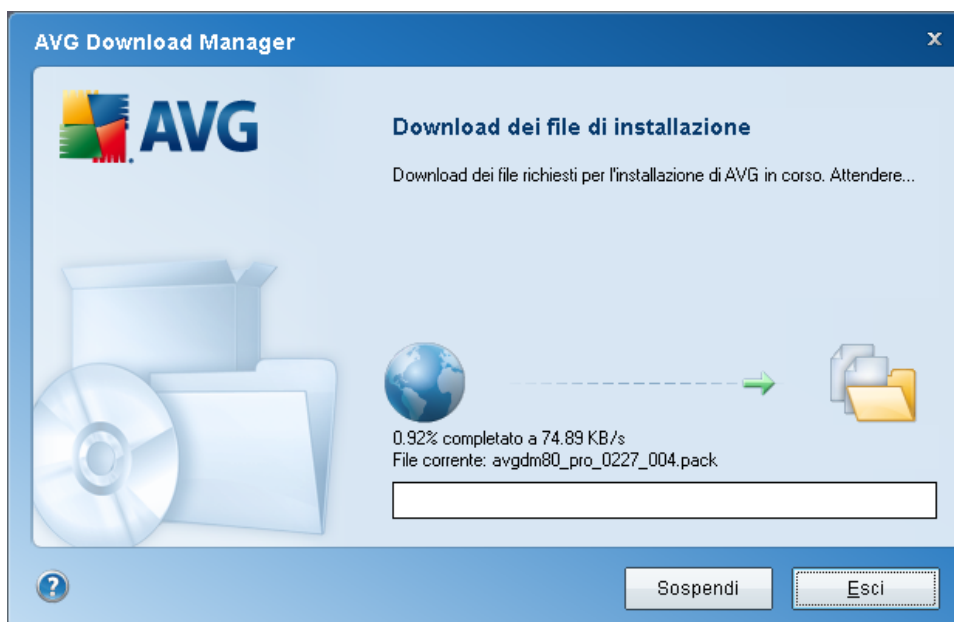 AVG Download Manager
x
AVG
Download dei file di installazione
Download dei file richiesti per l'installazione di AVG in corso. Attendere...
0.92% completato a 74.89 KB/s
File corrente: avgdm80_pro_0227_004.pack
?
Sospendi
Esci